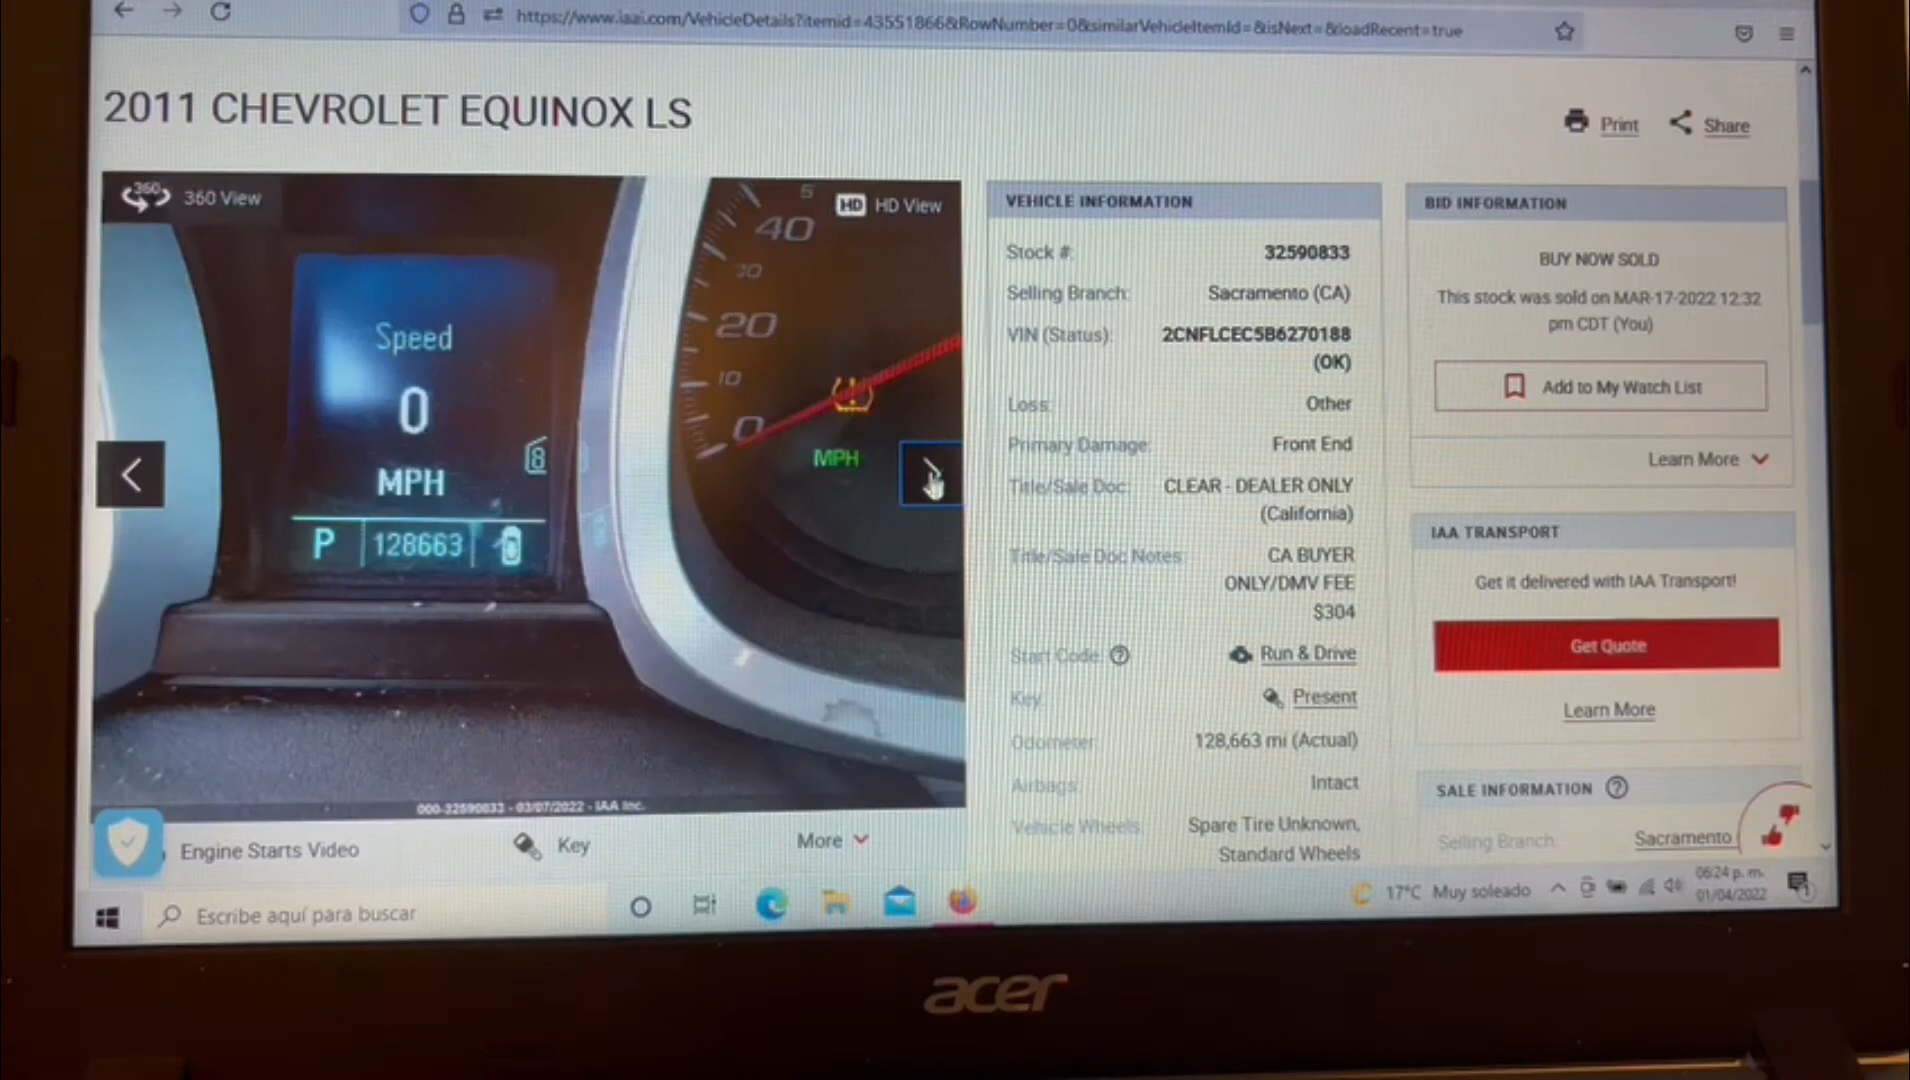 https://www.iaai.com/VehicleDetails?itemid=43551866&RowNumber=0&similarVehicleItemId=&isNext=&loadRecent=true
2011 CHEVROLET EQUINOX LS
Print
Share
360
360 View
HD
HD View
5
40
30
20
10
0
MPH
Speed
0
MPH
P
128663
8
000-32590833 - 03/07/2022 - IAA Inc.
Engine Starts Video
Key
More
VEHICLE INFORMATION
Stock #: 32590833
Selling Branch: Sacramento (CA)
VIN (Status): 2CNFLCEC5B6270188
(OK)
Loss: Other
Primary Damage: Front End
Title/Sale Doc: CLEAR - DEALER ONLY
(California)
Title/Sale Doc Notes: CA BUYER
ONLY/DMV FEE
$304
Start Code: Run & Drive
Key: Present
Odometer: 128,663 mi (Actual)
Airbags: Intact
Vehicle Wheels: Spare Tire Unknown,
Standard Wheels
BID INFORMATION
BUY NOW SOLD
This stock was sold on MAR-17-2022 12:32
pm CDT (You)
Add to My Watch List
Learn More
IAA TRANSPORT
Get it delivered with IAA Transport!
Get Quote
Learn More
SALE INFORMATION
Selling Branch: Sacramento
Escribe aquí para buscar
17°C Muy soleado
06:24 p. m.
01/04/2022
acer